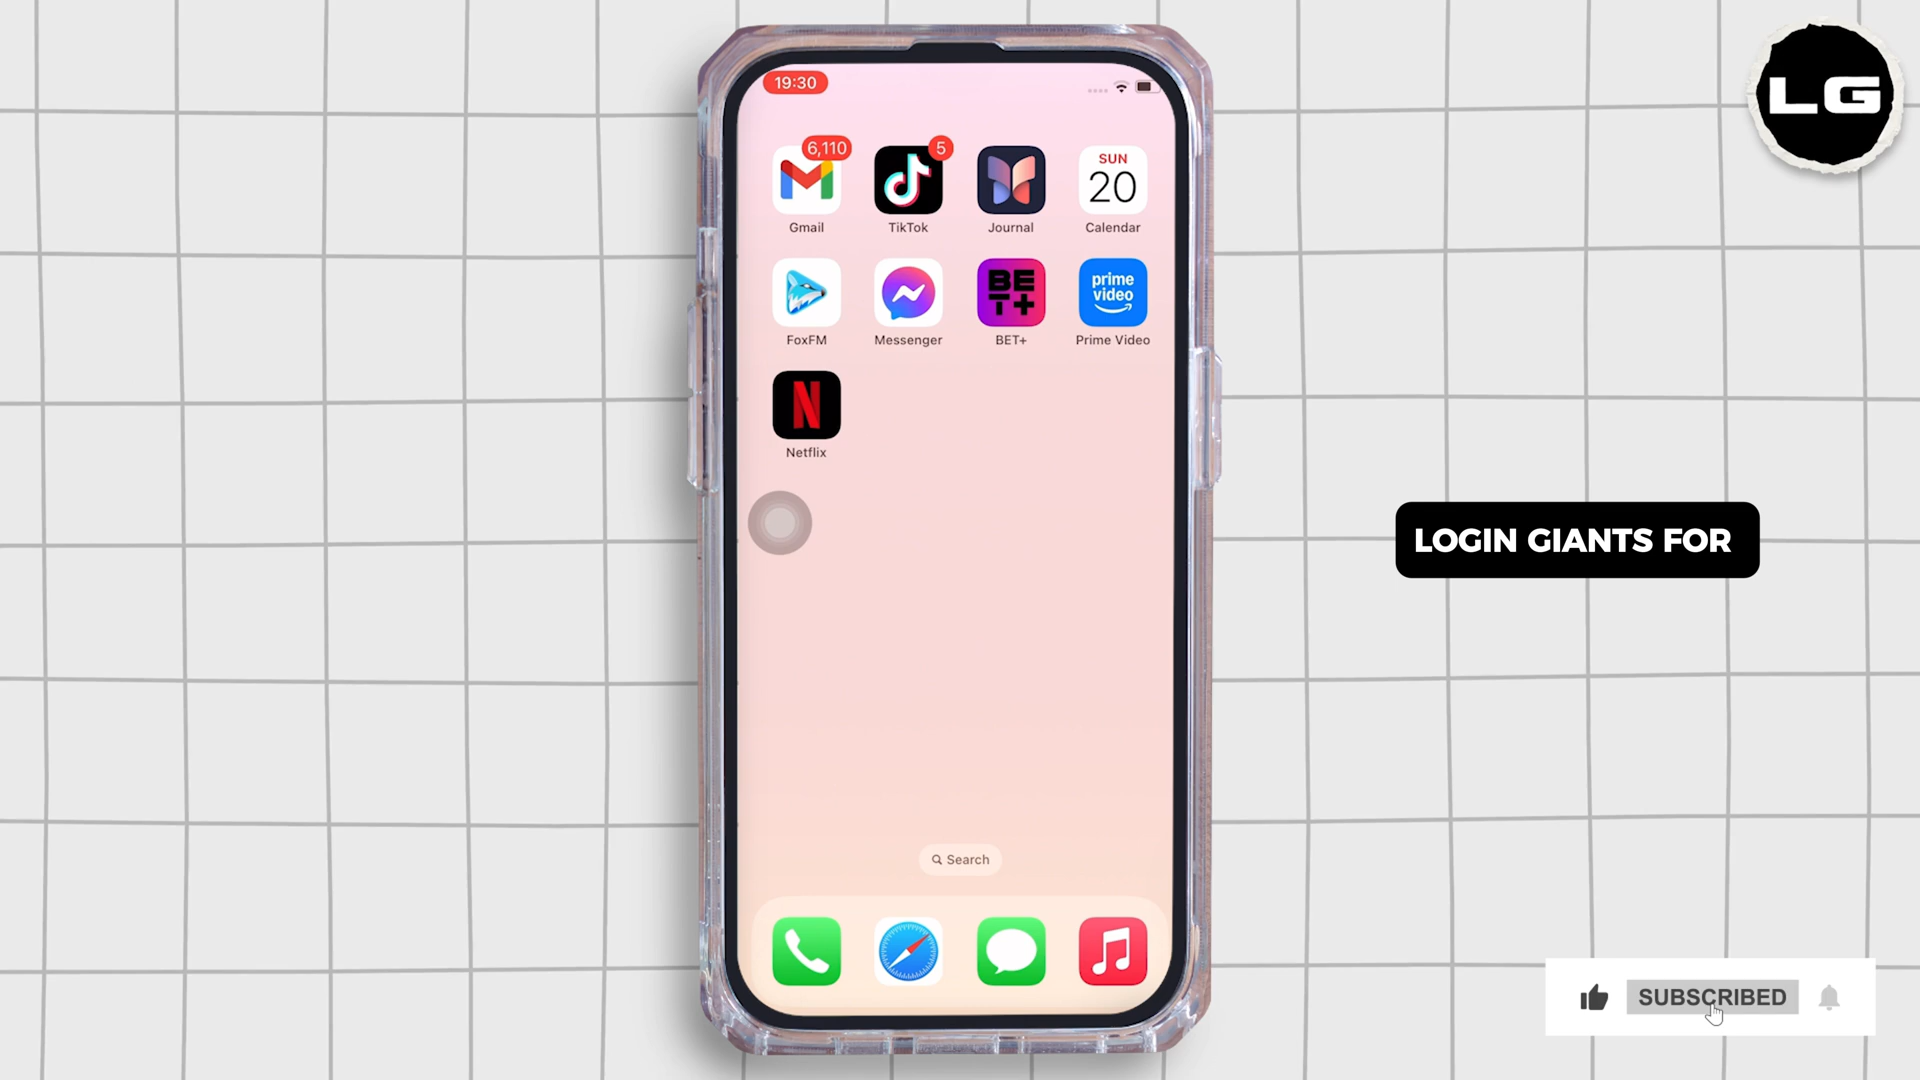 19:30
LG
6,110
5
SUN
20
Gmail
TikTok
Journal
Calendar
BE
T+
prime
video
FoxFM
Messenger
BET+
Prime Video
N
Netflix
LOGIN GIANTS FOR
Search
SUBSCRIBED